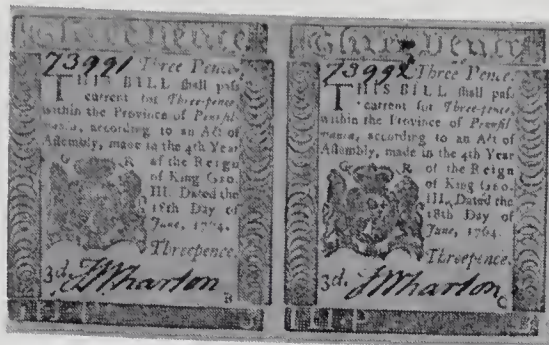 Three Pence
73991 Three Pence.
THIS BILL shall pass
current for Three-pence,
within the Province of Pennsyl-
vania, according to an Act of
Assembly, made in the 4th Year
G R of the Reign
of King GEO.
III. Dated the
18th Day of
June, 1764.
Threepence.
3d. J Wharton
B
Three Pence
73992 Three Pence.
THIS BILL shall pass
current for Three-pence,
within the Province of Pennsyl-
vania, according to an Act of
Assembly, made in the 4th Year
G R of the Reign
of King GEO.
III. Dated the
18th Day of
June, 1764.
Threepence.
3d. J Wharton
C